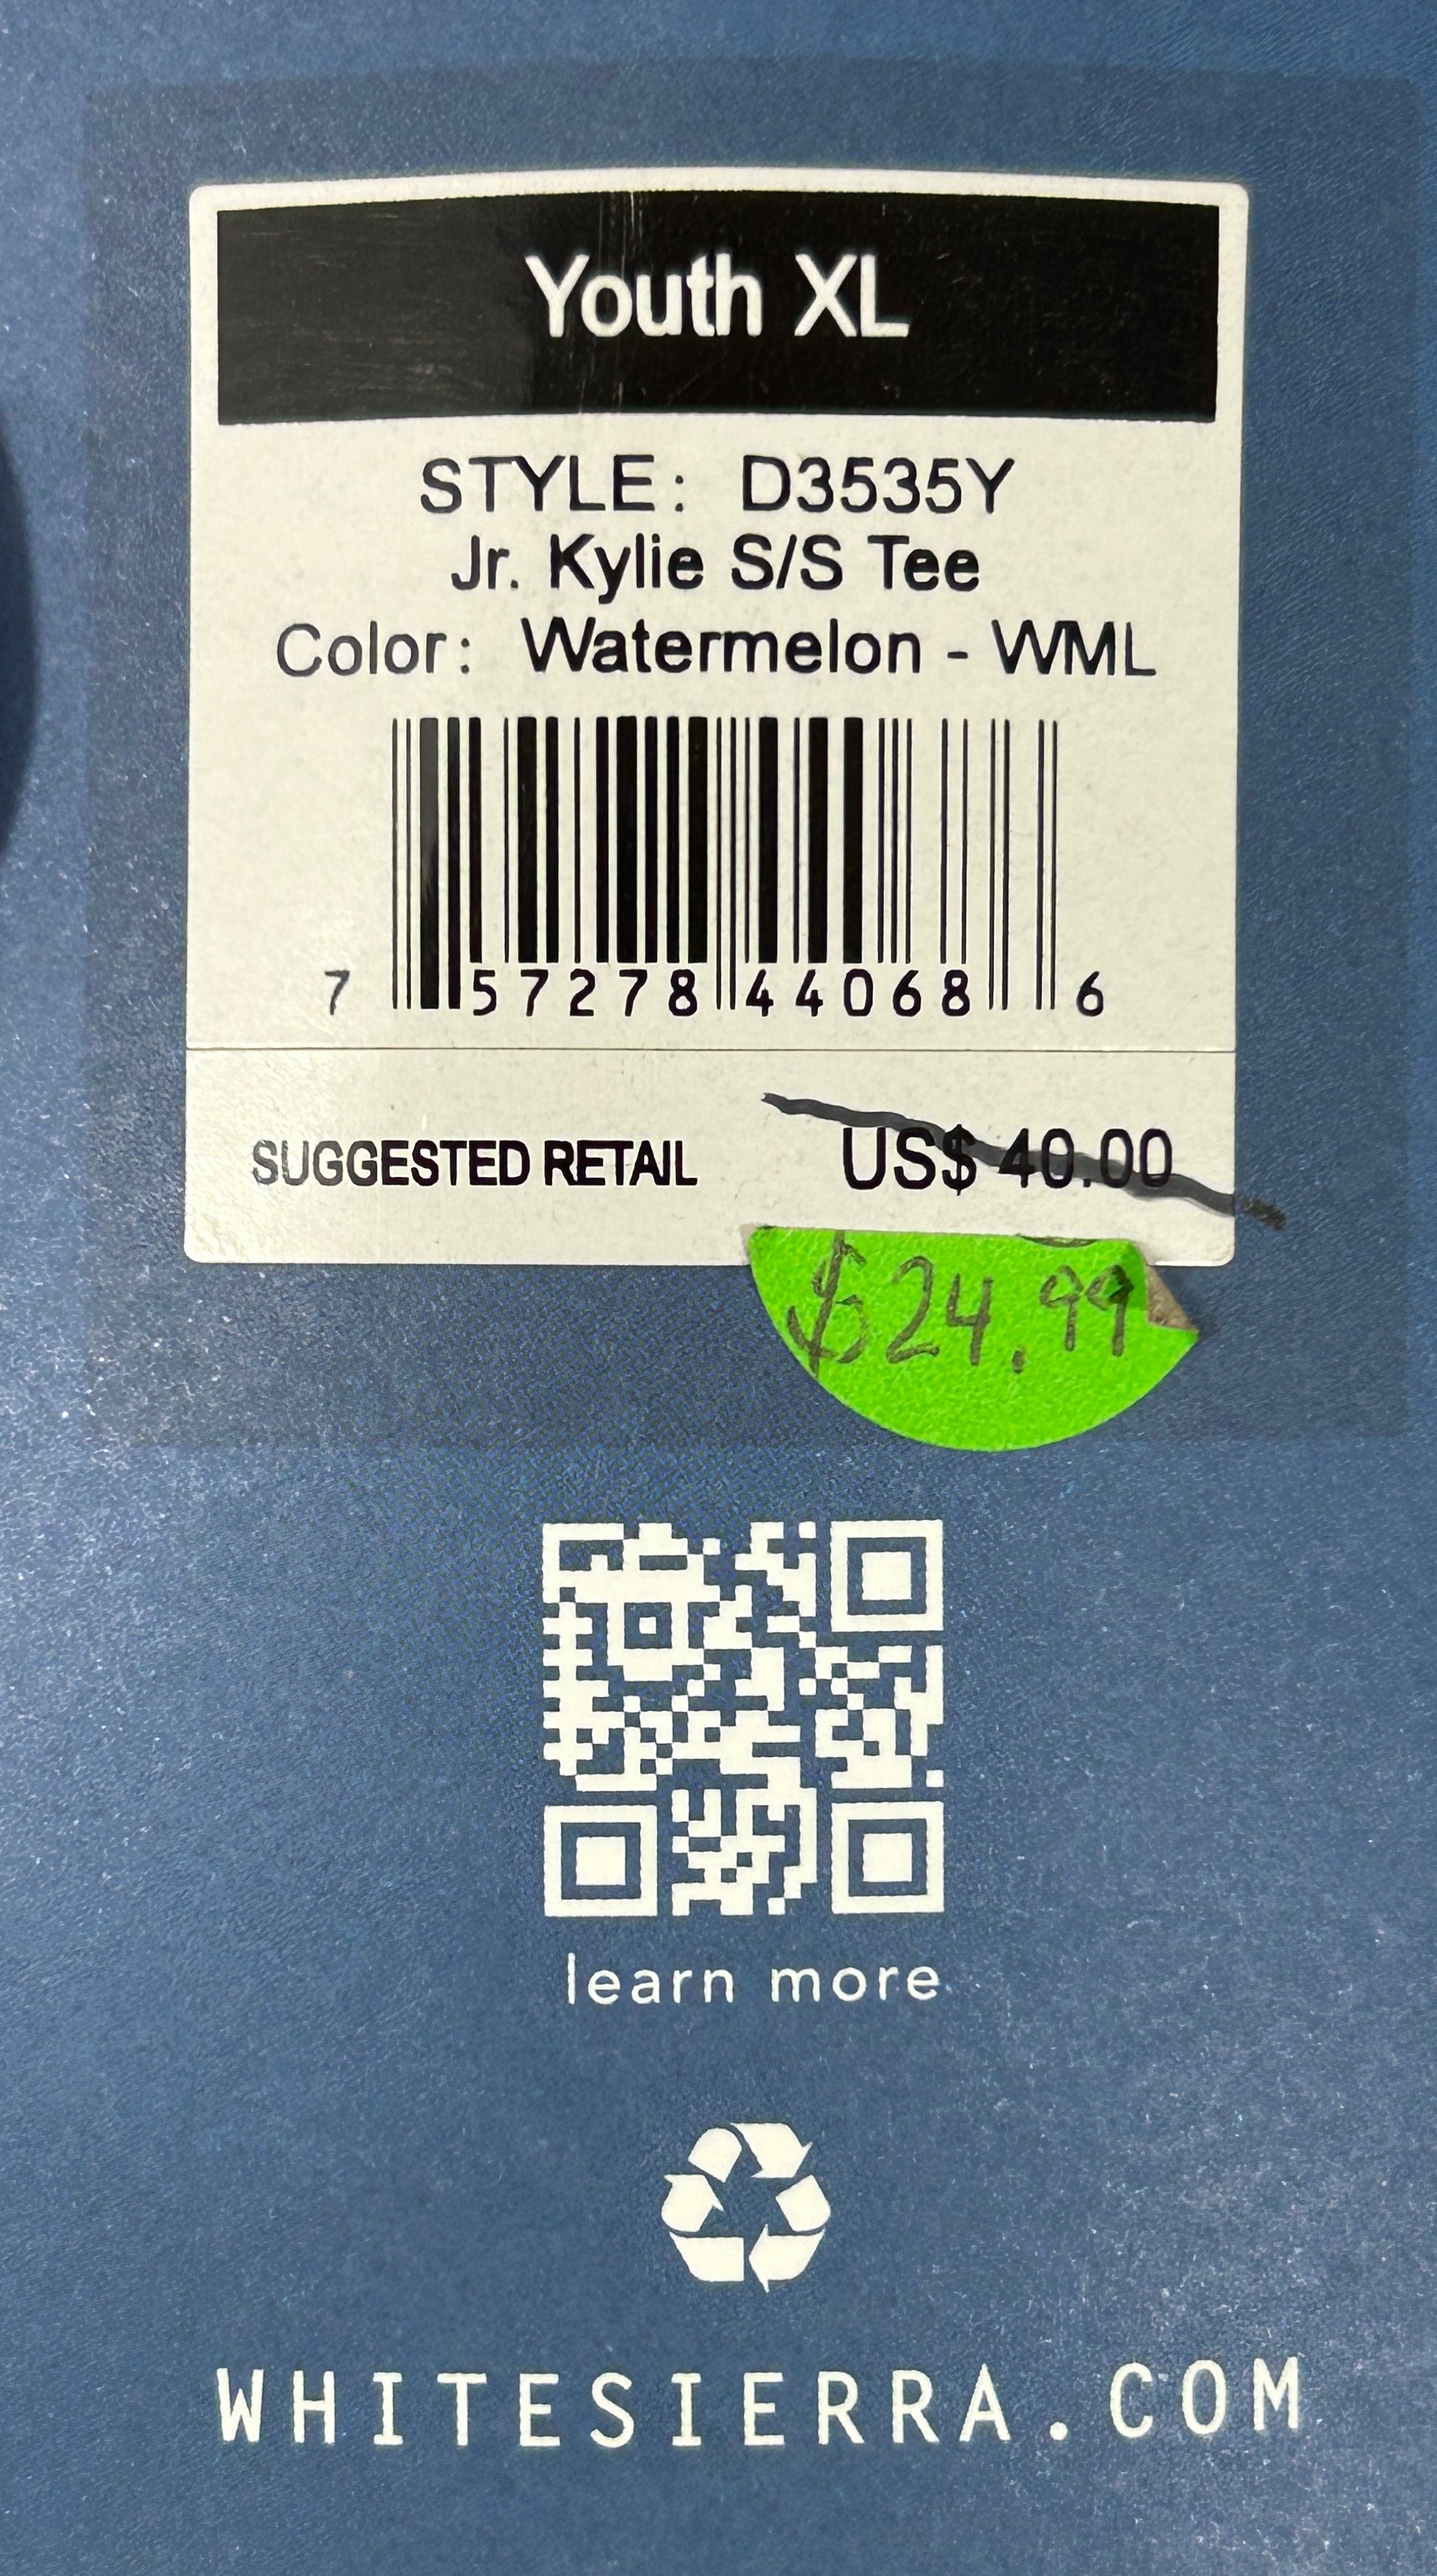 Youth XL
STYLE: D3535Y
Jr. Kylie S/S Tee
Color: Watermelon - WML
7 57278 44068 6
SUGGESTED RETAIL US$ 40.00
$24.99
learn more
WHITESIERRA.COM